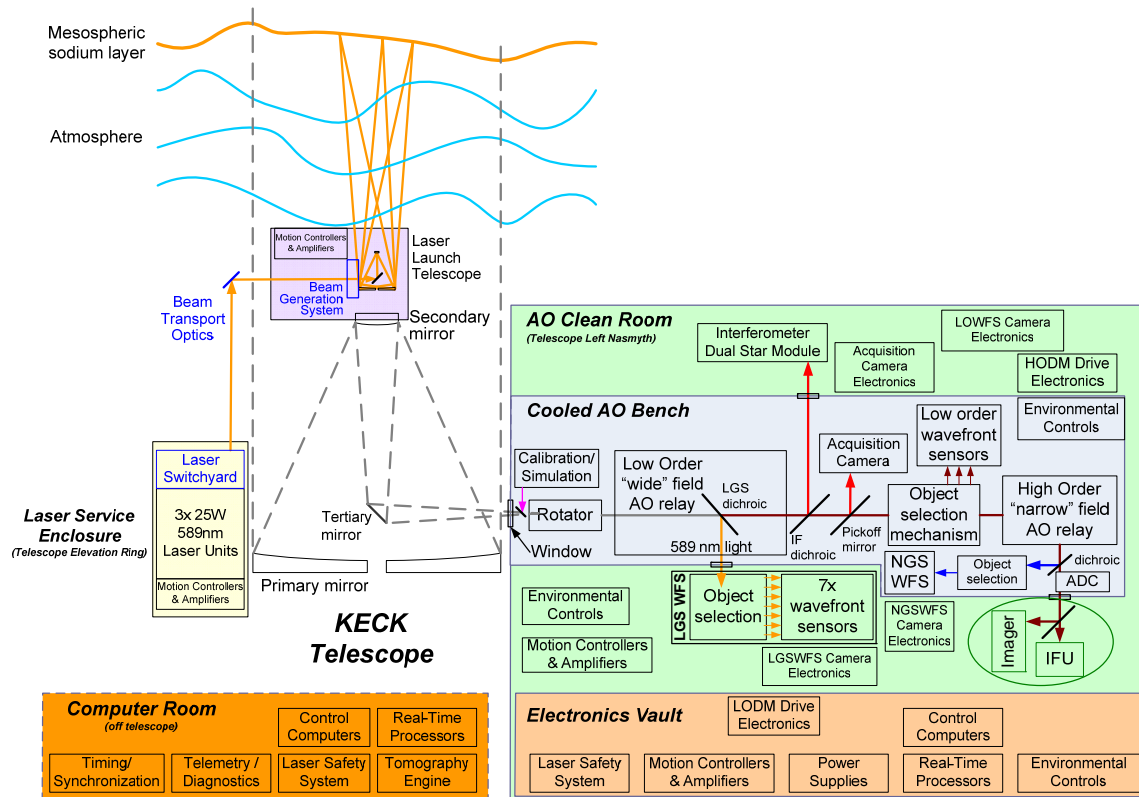 Mesospheric
sodium layer
Atmosphere
Motion Controllers
& Amplifiers
Laser
Launch
Telescope
Beam
Generation
System
Beam
Transport
Optics
Secondary
mirror
Laser
Switchyard
3x 25W
589nm
Laser Units
Motion Controllers
& Amplifiers
Laser Service
Enclosure
(Telescope Elevation Ring)
Tertiary
mirror
Primary mirror
KECK
Telescope
AO Clean Room
(Telescope Left Nasmyth)
Interferometer
Dual Star Module
Acquisition
Camera
Electronics
LOWFS Camera
Electronics
HODM Drive
Electronics
Cooled AO Bench
Environmental
Controls
Calibration/
Simulation
Low Order
“wide” field
AO relay
LGS
dichroic
Acquisition
Camera
Low order
wavefront
sensors
Rotator
Window
589 nm light
IF
dichroic
Pickoff
mirror
Object
selection
mechanism
High Order
“narrow” field
AO relay
NGS
WFS
Object
selection
dichroic
ADC
Environmental
Controls
Motion Controllers
& Amplifiers
LGS WFS
Object
selection
7x
wavefront
sensors
LGSWFS Camera
Electronics
NGSWFS
Camera
Electronics
Imager
IFU
Computer Room
(off telescope)
Control
Computers
Real-Time
Processors
Timing/
Synchronization
Telemetry /
Diagnostics
Laser Safety
System
Tomography
Engine
Electronics Vault
LODM Drive
Electronics
Control
Computers
Laser Safety
System
Motion Controllers
& Amplifiers
Power
Supplies
Real-Time
Processors
Environmental
Controls